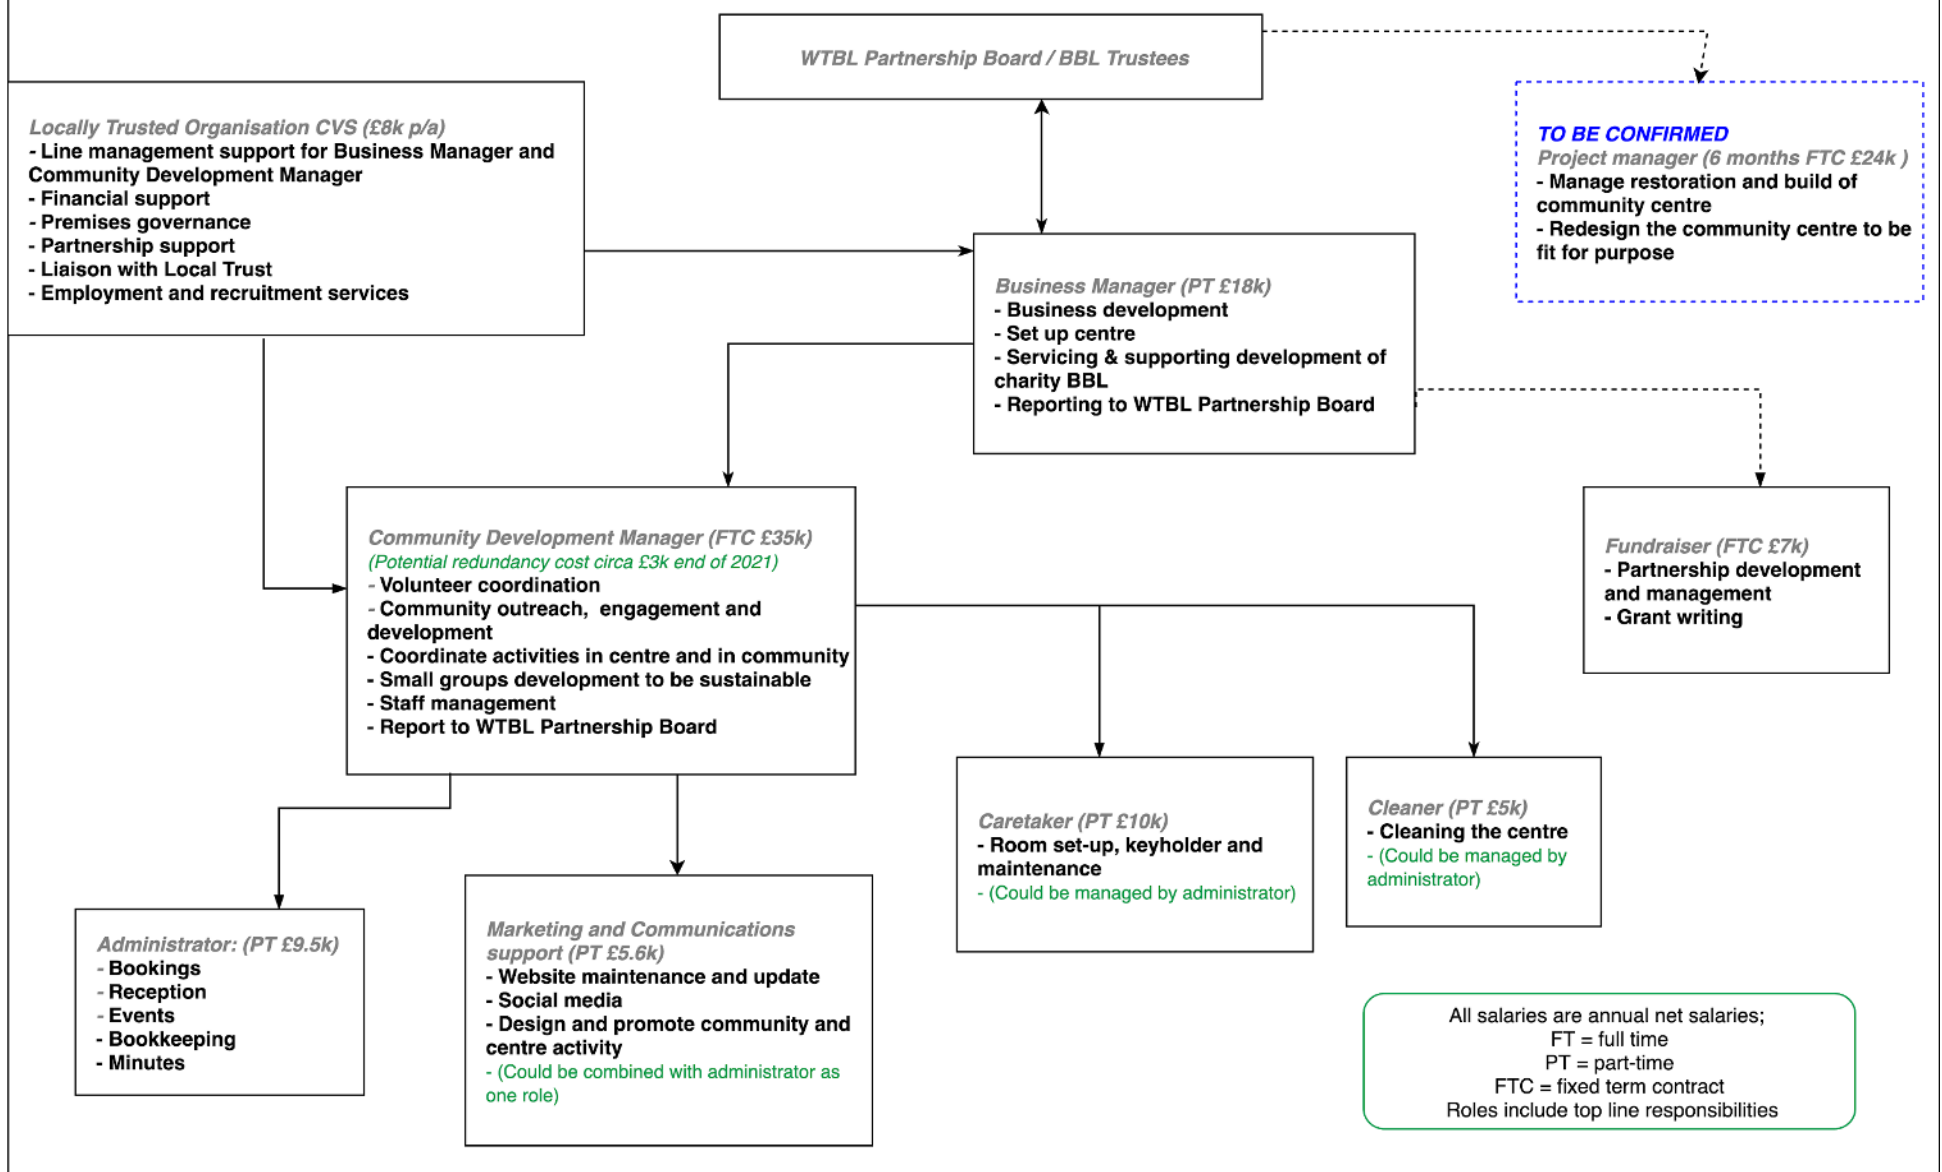 WTBL Partnership Board / BBL Trustees
Locally Trusted Organisation CVS (£8k p/a)
- Line management support for Business Manager and
Community Development Manager
- Financial support
- Premises governance
- Partnership support
- Liaison with Local Trust
- Employment and recruitment services
TO BE CONFIRMED
Project manager (6 months FTC £24k )
- Manage restoration and build of
community centre
- Redesign the community centre to be
fit for purpose
Business Manager (PT £18k)
- Business development
- Set up centre
- Servicing & supporting development of
charity BBL
- Reporting to WTBL Partnership Board
Community Development Manager (FTC £35k)
(Potential redundancy cost circa £3k end of 2021)
- Volunteer coordination
- Community outreach,  engagement and
development
- Coordinate activities in centre and in community
- Small groups development to be sustainable
- Staff management
- Report to WTBL Partnership Board
Fundraiser (FTC £7k)
- Partnership development
and management
- Grant writing
Caretaker (PT £10k)
- Room set-up, keyholder and
maintenance
- (Could be managed by administrator)
Cleaner (PT £5k)
- Cleaning the centre
- (Could be managed by
administrator)
Administrator: (PT £9.5k)
- Bookings
- Reception
- Events
- Bookkeeping
- Minutes
Marketing and Communications
support (PT £5.6k)
- Website maintenance and update
- Social media
- Design and promote community and
centre activity
- (Could be combined with administrator as
one role)
All salaries are annual net salaries;
FT = full time
PT = part-time
FTC = fixed term contract
Roles include top line responsibilities